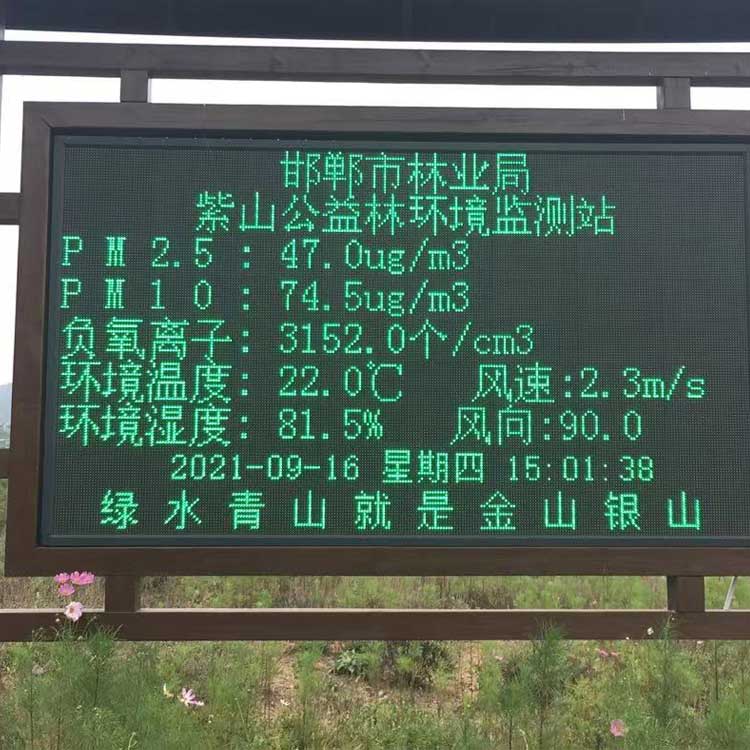 邯郸市林业局
紫山公益林环境监测站
PM2.5: 47.0ug/m3
PM10: 74.5ug/m3
负氧离子: 3152.0个/cm3
环境温度: 22.0℃ 风速:2.3m/s
环境湿度: 81.5% 风向:90.0
2021-09-16 星期四 15:01:38
绿水青山就是金山银山